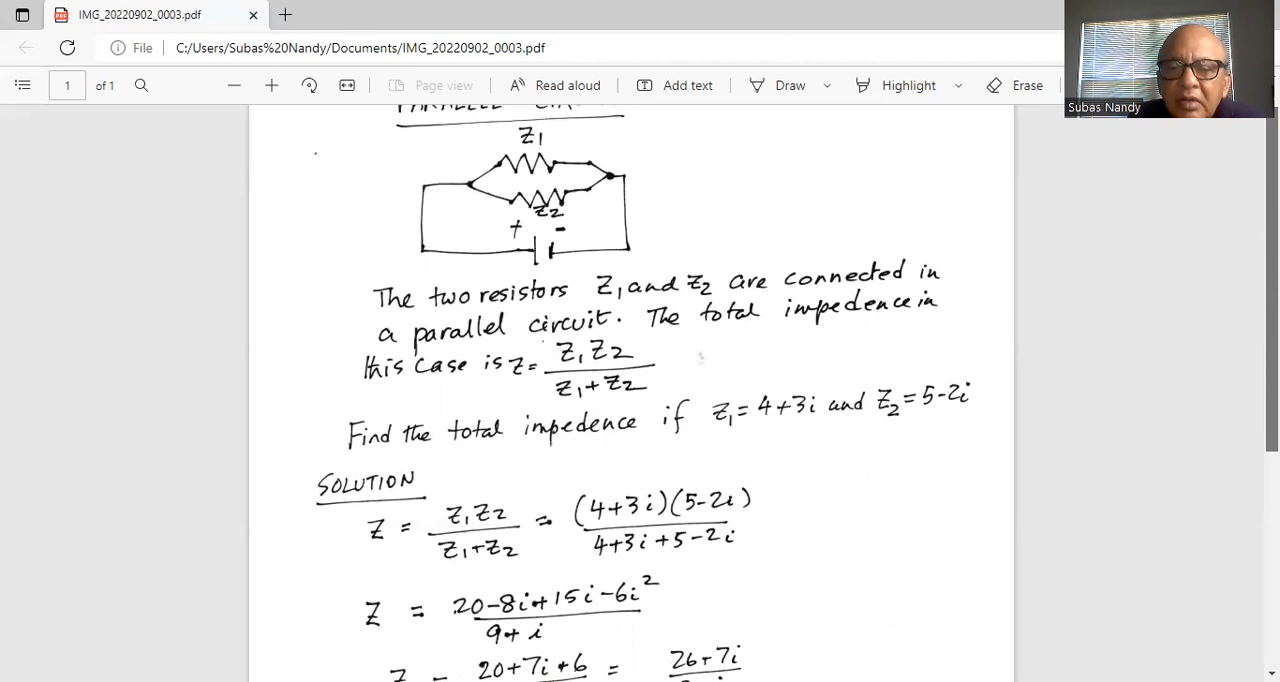 IMG_20220902_0003.pdf
File C:/Users/Subas%20Nandy/Documents/IMG_20220902_0003.pdf
1 of 1 Page view Read aloud Add text Draw Highlight Erase
Subas Nandy
Z1
Z2
+ -
The two resistors Z1 and Z2 are connected in
a parallel circuit. The total impedence in
this case is Z = Z1Z2 / Z1+Z2
Find the total impedence if Z1 = 4+3i and Z2 = 5-2i
SOLUTION
Z = Z1Z2 / Z1+Z2 = (4+3i)(5-2i) / 4+3i+5-2i
Z = 20-8i+15i-6i² / 9+i
Z = 20+7i+6 = 26+7i